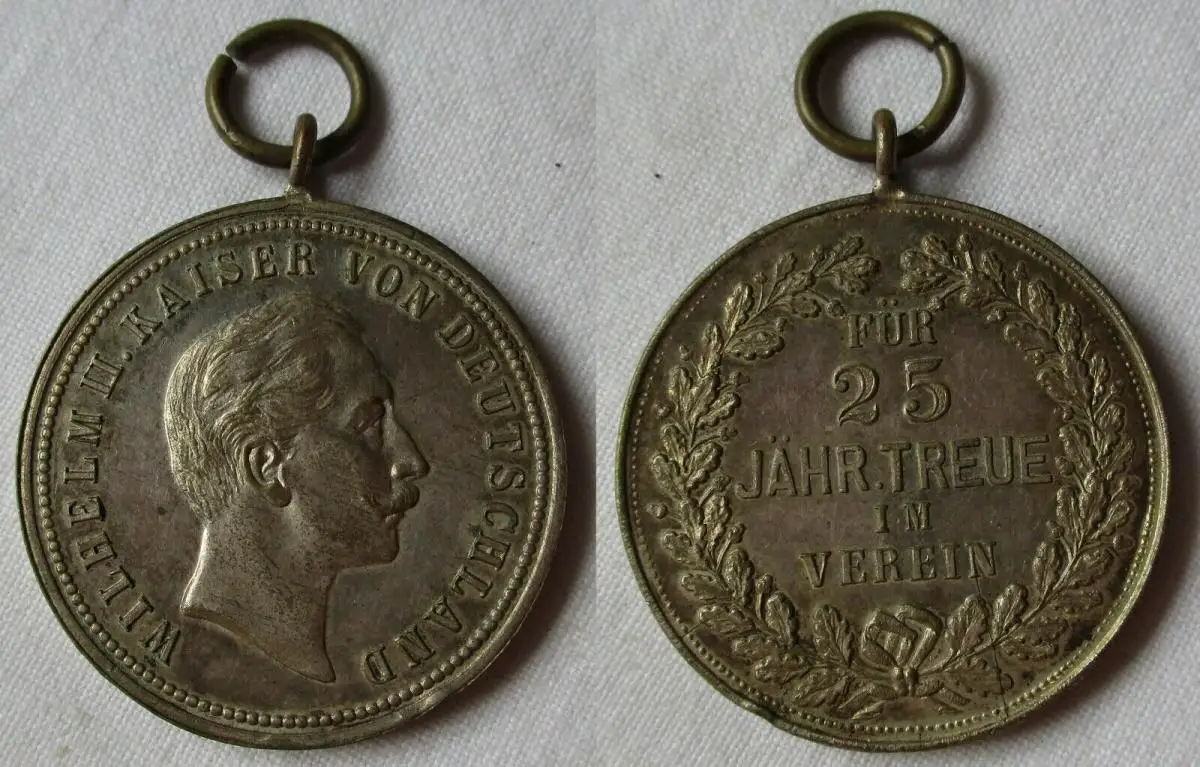 WILHELM II. KAISER VON DEUTSCHLAND
FÜR
25
JÄHR. TREUE
IM
VEREIN